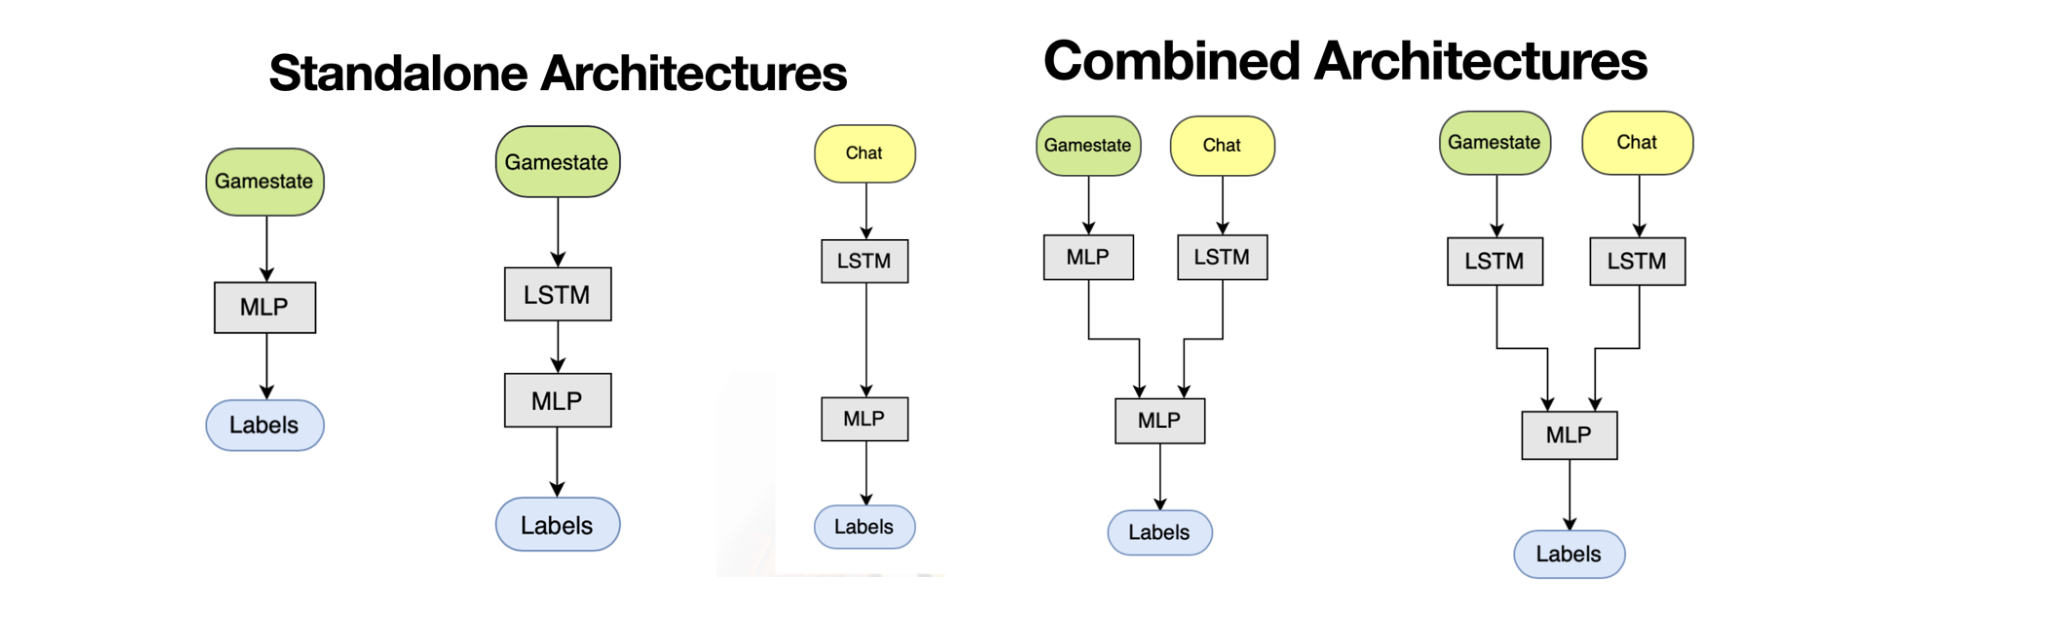 Standalone Architectures
Gamestate
MLP
Labels
Gamestate
LSTM
MLP
Labels
Chat
LSTM
MLP
Labels
Combined Architectures
Gamestate
Chat
MLP
LSTM
MLP
Labels
Gamestate
Chat
LSTM
LSTM
MLP
Labels